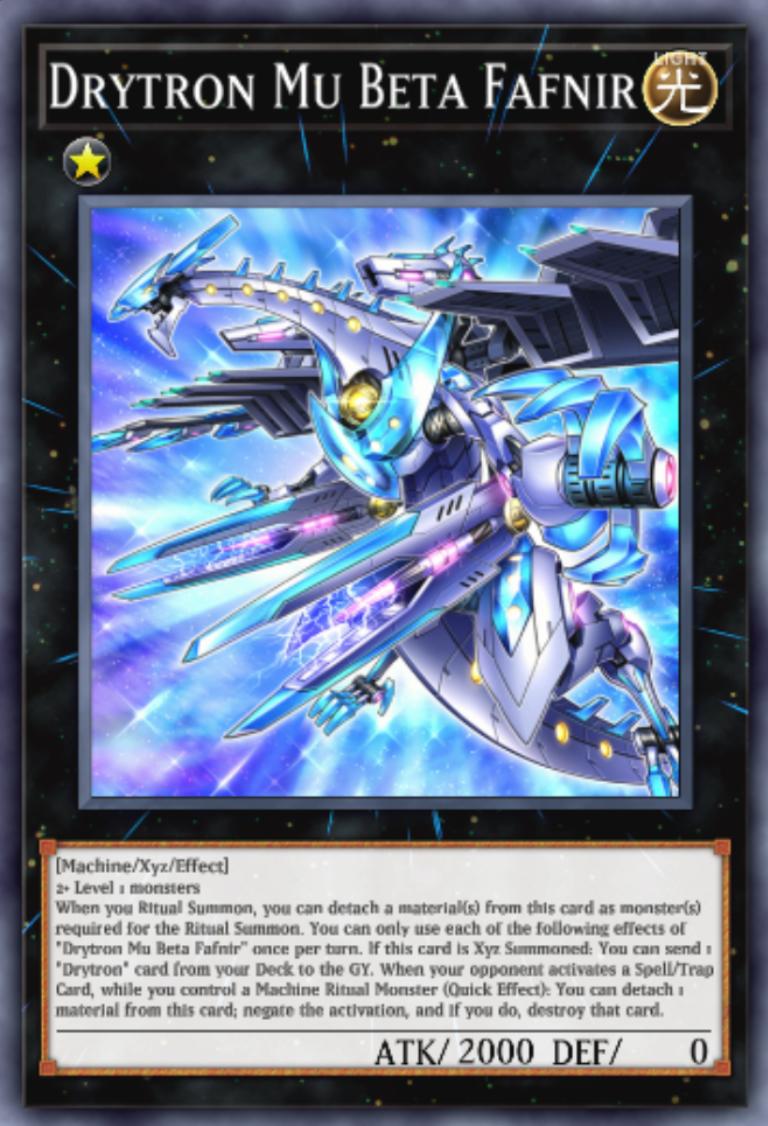 DRYTRON MU BETA FAFNIR
LIGHT
光
[Machine/Xyz/Effect]
2+ Level 1 monsters
When you Ritual Summon, you can detach a material(s) from this card as monster(s)
required for the Ritual Summon. You can only use each of the following effects of
"Drytron Mu Beta Fafnir" once per turn. If this card is Xyz Summoned: You can send 1
"Drytron" card from your Deck to the GY. When your opponent activates a Spell/Trap
Card, while you control a Machine Ritual Monster (Quick Effect): You can detach 1
material from this card; negate the activation, and if you do, destroy that card.
ATK/ 2000 DEF/ 0